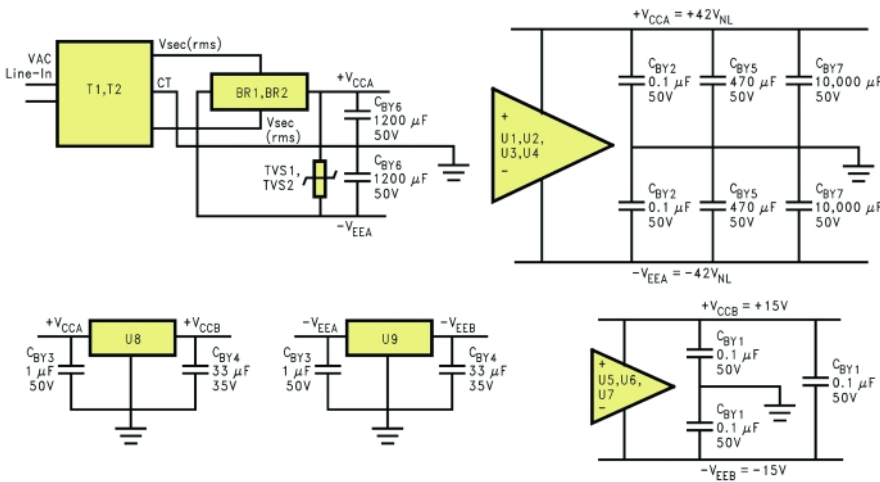 VAC
Line-In
T1,T2
Vsec(rms)
CT
BR1,BR2
Vsec
(rms)
+VCCA
CBY6
1200 μF
50V
TVS1,
TVS2
CBY6
1200 μF
50V
-VEEA
+VCCA = +42VNL
+
U1,U2,
U3,U4
-
CBY2
0.1 μF
50V
CBY5
470 μF
50V
CBY7
10,000 μF
50V
CBY2
0.1 μF
50V
CBY5
470 μF
50V
CBY7
10,000 μF
50V
-VEEA = -42VNL
+VCCA
U8
+VCCB
CBY3
1 μF
50V
CBY4
33 μF
35V
-VEEA
U9
-VEEB
CBY3
1 μF
50V
CBY4
33 μF
35V
+VCCB = +15V
+
U5,U6,
U7
-
CBY1
0.1 μF
50V
CBY1
0.1 μF
50V
CBY1
0.1 μF
50V
-VEEB = -15V